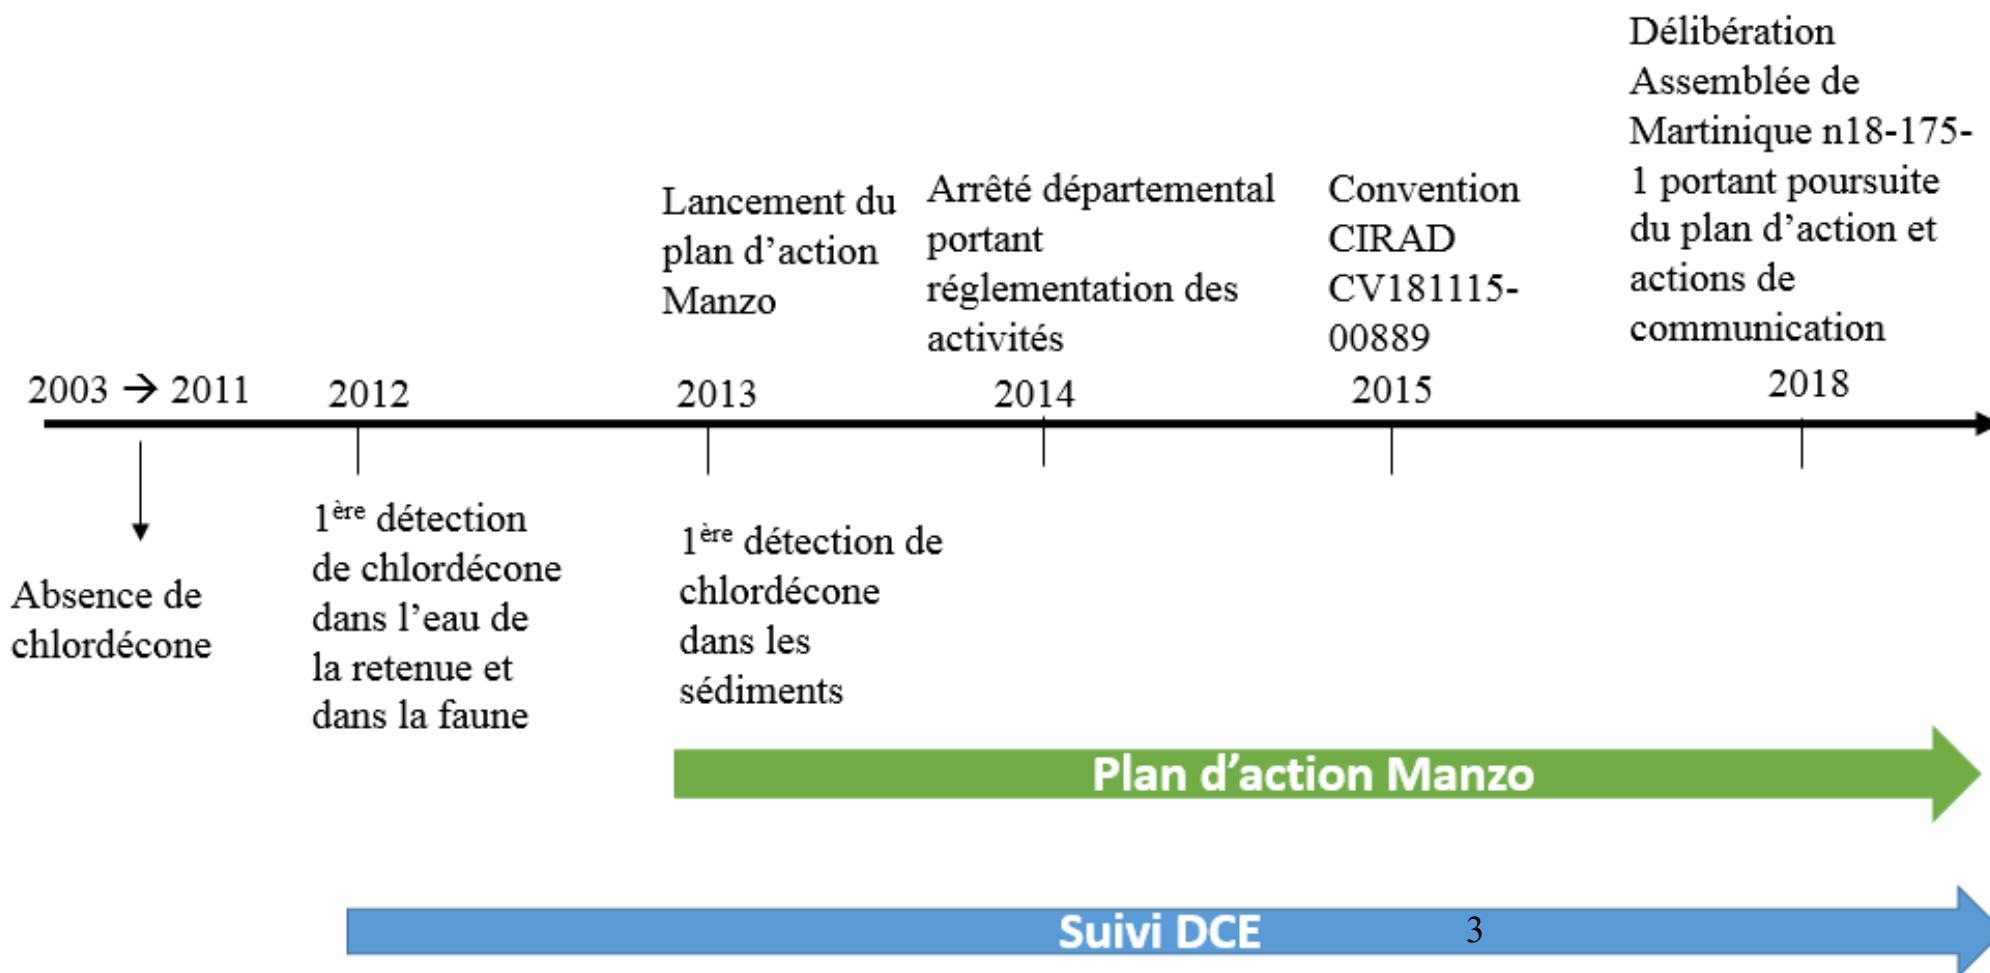 Délibération
Assemblée de
Martinique n18-175-
1 portant poursuite
du plan d'action et
actions de
communication
Lancement du
plan d'action
Manzo
Arrêté départemental
portant
réglementation des
activités
Convention
CIRAD
CV181115-
00889
2003 → 2011
2012
2013
2014
2015
2018
Absence de
chlordécone
1ère détection
de chlordécone
dans l'eau de
la retenue et
dans la faune
1ère détection de
chlordécone
dans les
sédiments
Plan d'action Manzo
Suivi DCE
3